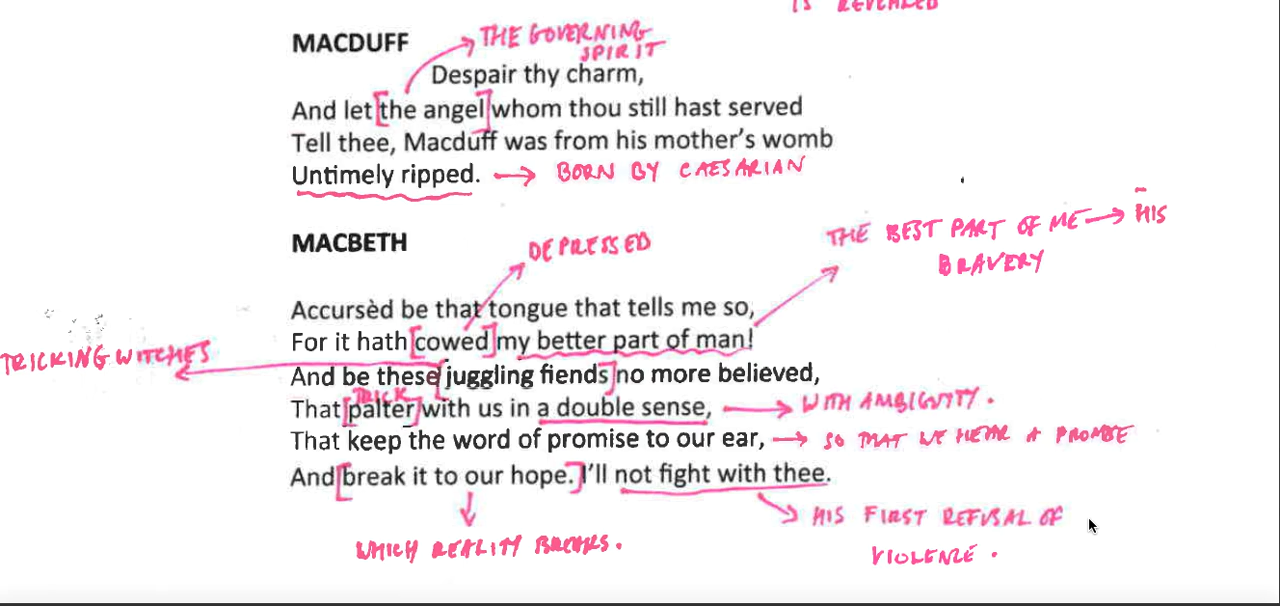 IS REVEALED
MACDUFF
THE GOVERNING
SPIRIT
Despair thy charm,
And let [the angel] whom thou still hast served
Tell thee, Macduff was from his mother's womb
Untimely ripped. → BORN BY CAESARIAN
THE BEST PART OF ME → HIS
BRAVERY
MACBETH
DEPRESSED
Accursèd be that tongue that tells me so,
For it hath [cowed] my better part of man!
TRICKING WITCHES
And be these [juggling fiends] no more believed,
TRICK
That [palter] with us in a double sense, → WITH AMBIGUITY.
That keep the word of promise to our ear, → SO THAT WE HEAR A PROMISE
And [break it to our hope.] I'll not fight with thee.
WHICH REALITY BREAKS.
HIS FIRST REFUSAL OF
VIOLENCE.